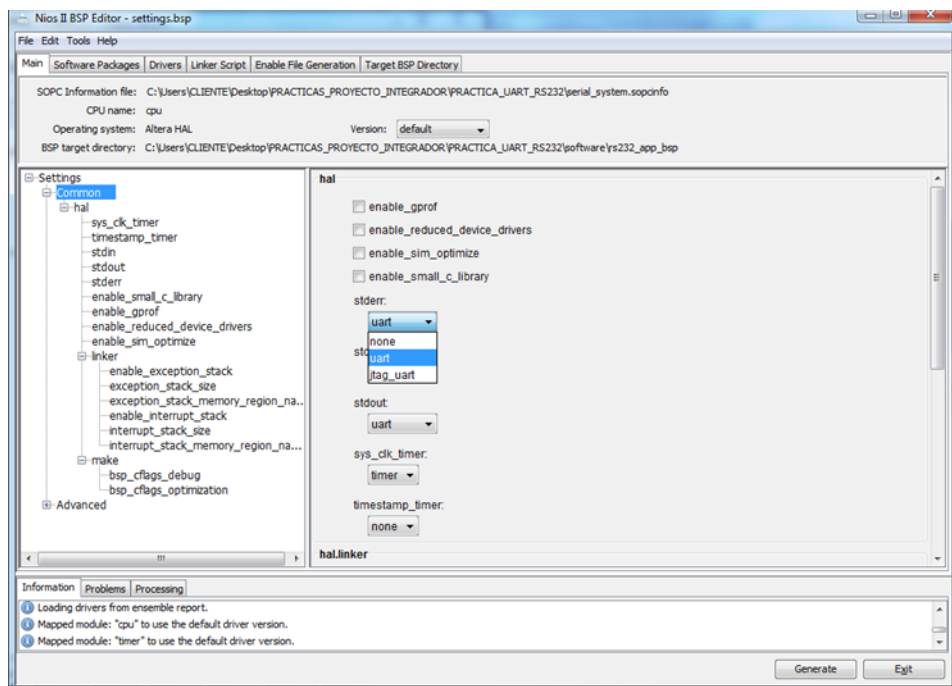 Nios II BSP Editor - settings.bsp
File Edit Tools Help
Main Software Packages Drivers Linker Script Enable File Generation Target BSP Directory
SOPC Information file: C:\Users\CLIENTE\Desktop\PRACTICAS_PROYECTO_INTEGRADOR\PRACTICA_UART_RS232\serial_system.sopcinfo
CPU name: cpu
Operating system: Altera HAL Version: default
BSP target directory: C:\Users\CLIENTE\Desktop\PRACTICAS_PROYECTO_INTEGRADOR\PRACTICA_UART_RS232\software\rs232_app_bsp
Settings
Common
hal
sys_clk_timer
timestamp_timer
stdin
stdout
stderr
enable_small_c_library
enable_gprof
enable_reduced_device_drivers
enable_sim_optimize
linker
enable_exception_stack
exception_stack_size
exception_stack_memory_region_na...
enable_interrupt_stack
interrupt_stack_size
interrupt_stack_memory_region_na...
make
bsp_cflags_debug
bsp_cflags_optimization
Advanced
hal
enable_gprof
enable_reduced_device_drivers
enable_sim_optimize
enable_small_c_library
stderr:
uart
none
uart
jtag_uart
stdout:
uart
sys_clk_timer:
timer
timestamp_timer:
none
hal.linker
Information Problems Processing
Loading drivers from ensemble report.
Mapped module: "cpu" to use the default driver version.
Mapped module: "timer" to use the default driver version.
Generate Exit